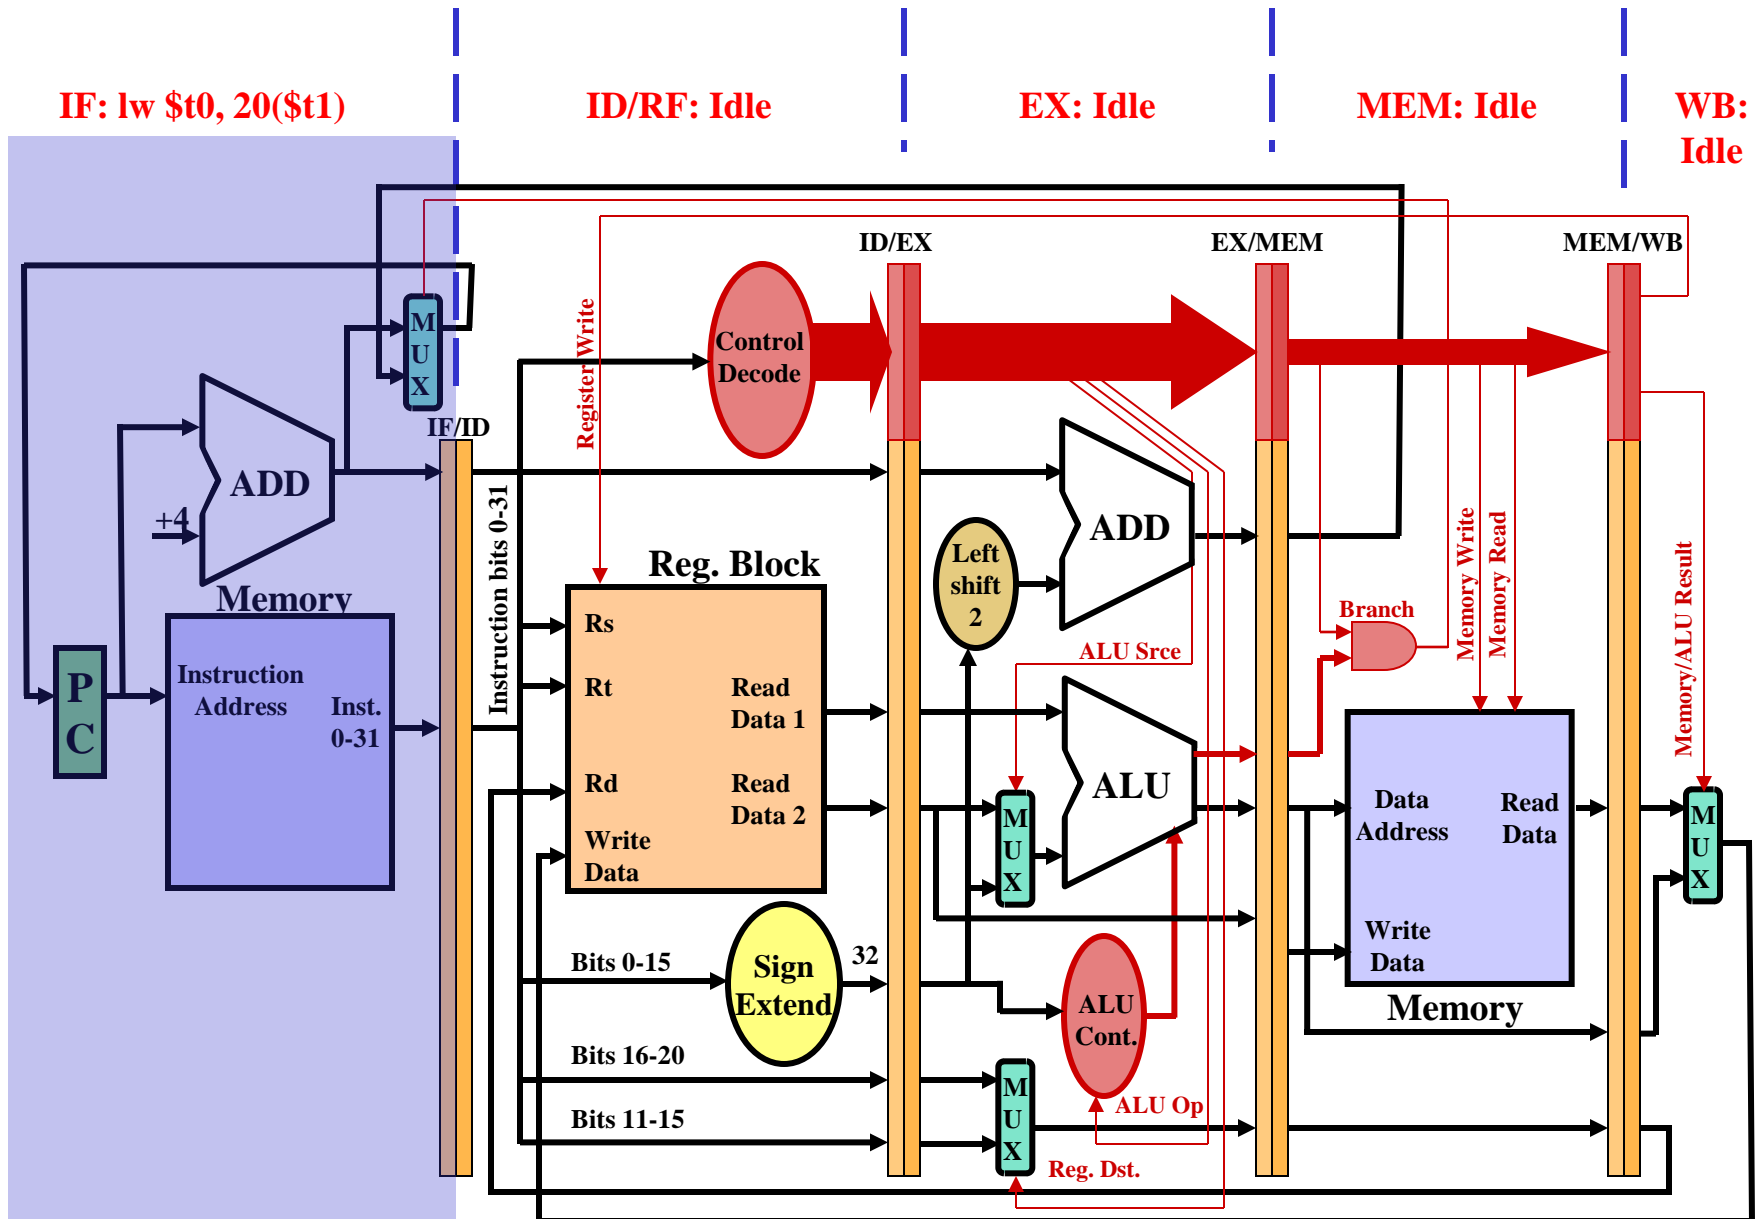 IF: lw $t0, 20($t1)
ID/RF: Idle
EX: Idle
MEM: Idle
WB:
Idle
ID/EX
EX/MEM
MEM/WB
M
U
X
Register Write
Control
Decode
IF/ID
ADD
+4
Instruction bits 0-31
ADD
Left
shift
2
Memory Write
Memory Read
Memory/ALU Result
Branch
Memory
Reg. Block
Rs
Rt
Rd
Write
Data
Read
Data 1
Read
Data 2
P
C
Instruction
Address
Inst.
0-31
ALU Srce
ALU
M
U
X
Data
Address
Read
Data
Write
Data
Memory
M
U
X
Bits 0-15
Sign
Extend
32
ALU
Cont.
Bits 16-20
Bits 11-15
M
U
X
ALU Op
Reg. Dst.